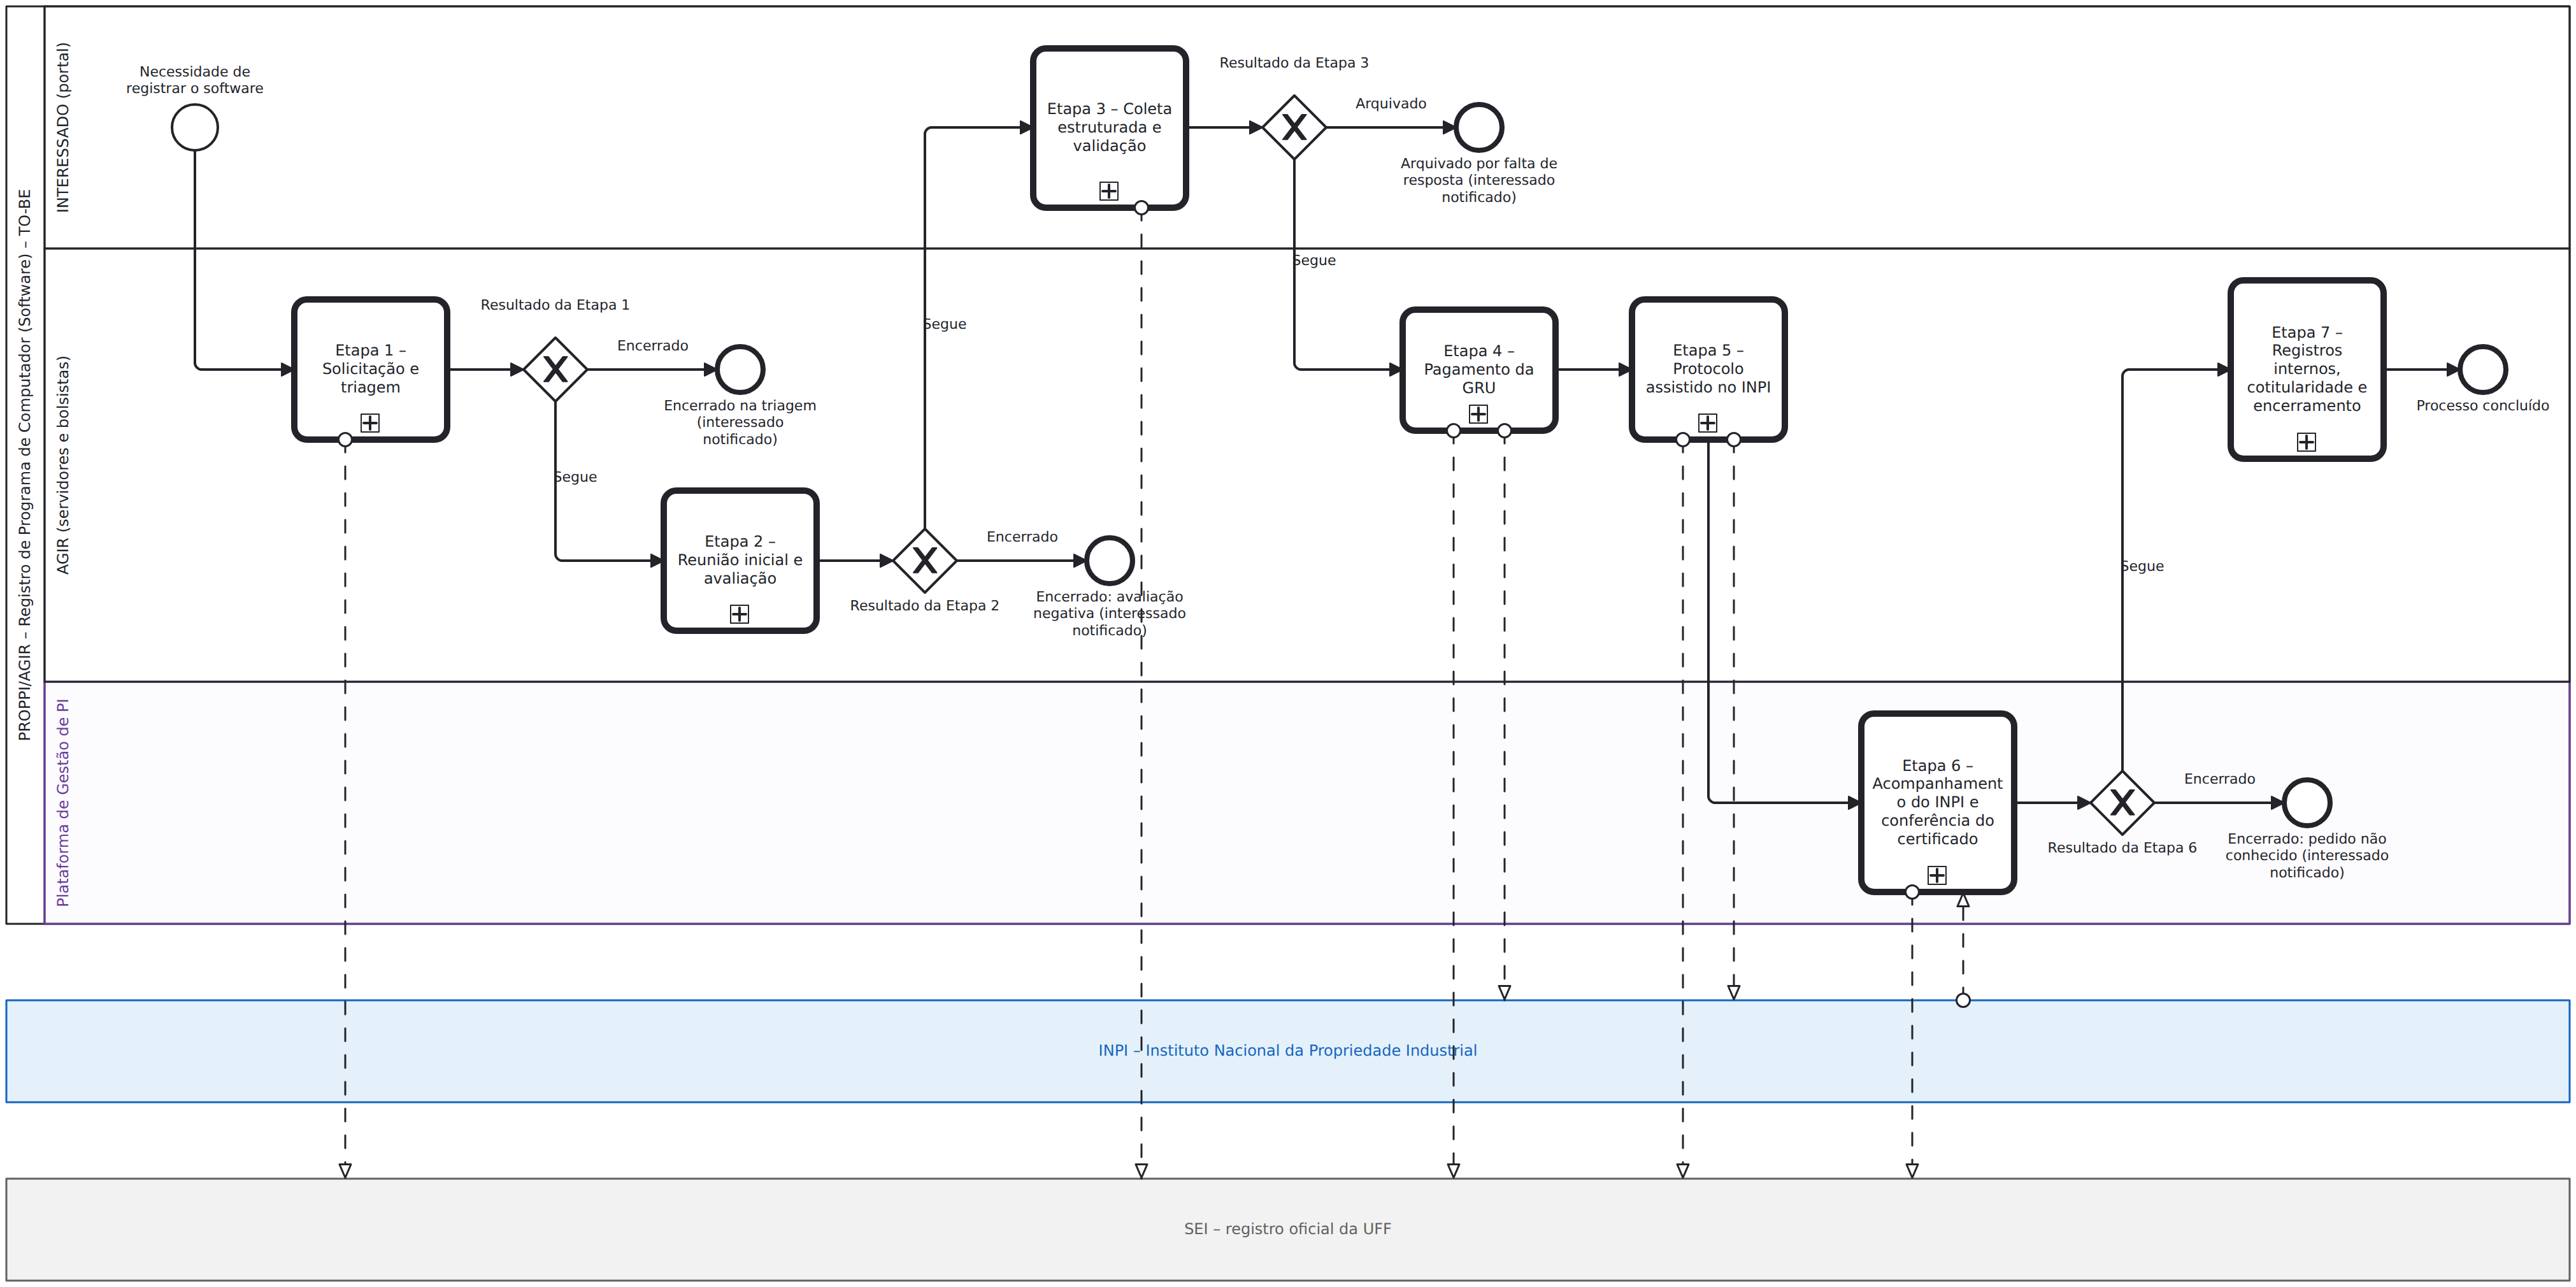 PROPPI/AGIR – Registro de Programa de Computador (Software) – TO-BE
INTERESSADO (portal)
Necessidade de
registrar o software
Etapa 3 – Coleta
estruturada e
validação
Resultado da Etapa 3
Arquivado
Arquivado por falta de
resposta (interessado
notificado)
Segue
AGIR (servidores e bolsistas)
Etapa 1 –
Solicitação e
triagem
Resultado da Etapa 1
Encerrado
Encerrado na triagem
(interessado
notificado)
Segue
Etapa 2 –
Reunião inicial e
avaliação
Resultado da Etapa 2
Segue
Encerrado
Encerrado: avaliação
negativa (interessado
notificado)
Etapa 4 –
Pagamento da
GRU
Etapa 5 –
Protocolo
assistido no INPI
Etapa 7 –
Registros
internos,
cotitularidade e
encerramento
Processo concluído
Segue
Plataforma de Gestão de PI
Etapa 6 –
Acompanhament
o do INPI e
conferência do
certificado
Resultado da Etapa 6
Encerrado
Encerrado: pedido não
conhecido (interessado
notificado)
INPI – Instituto Nacional da Propriedade Industrial
SEI – registro oficial da UFF